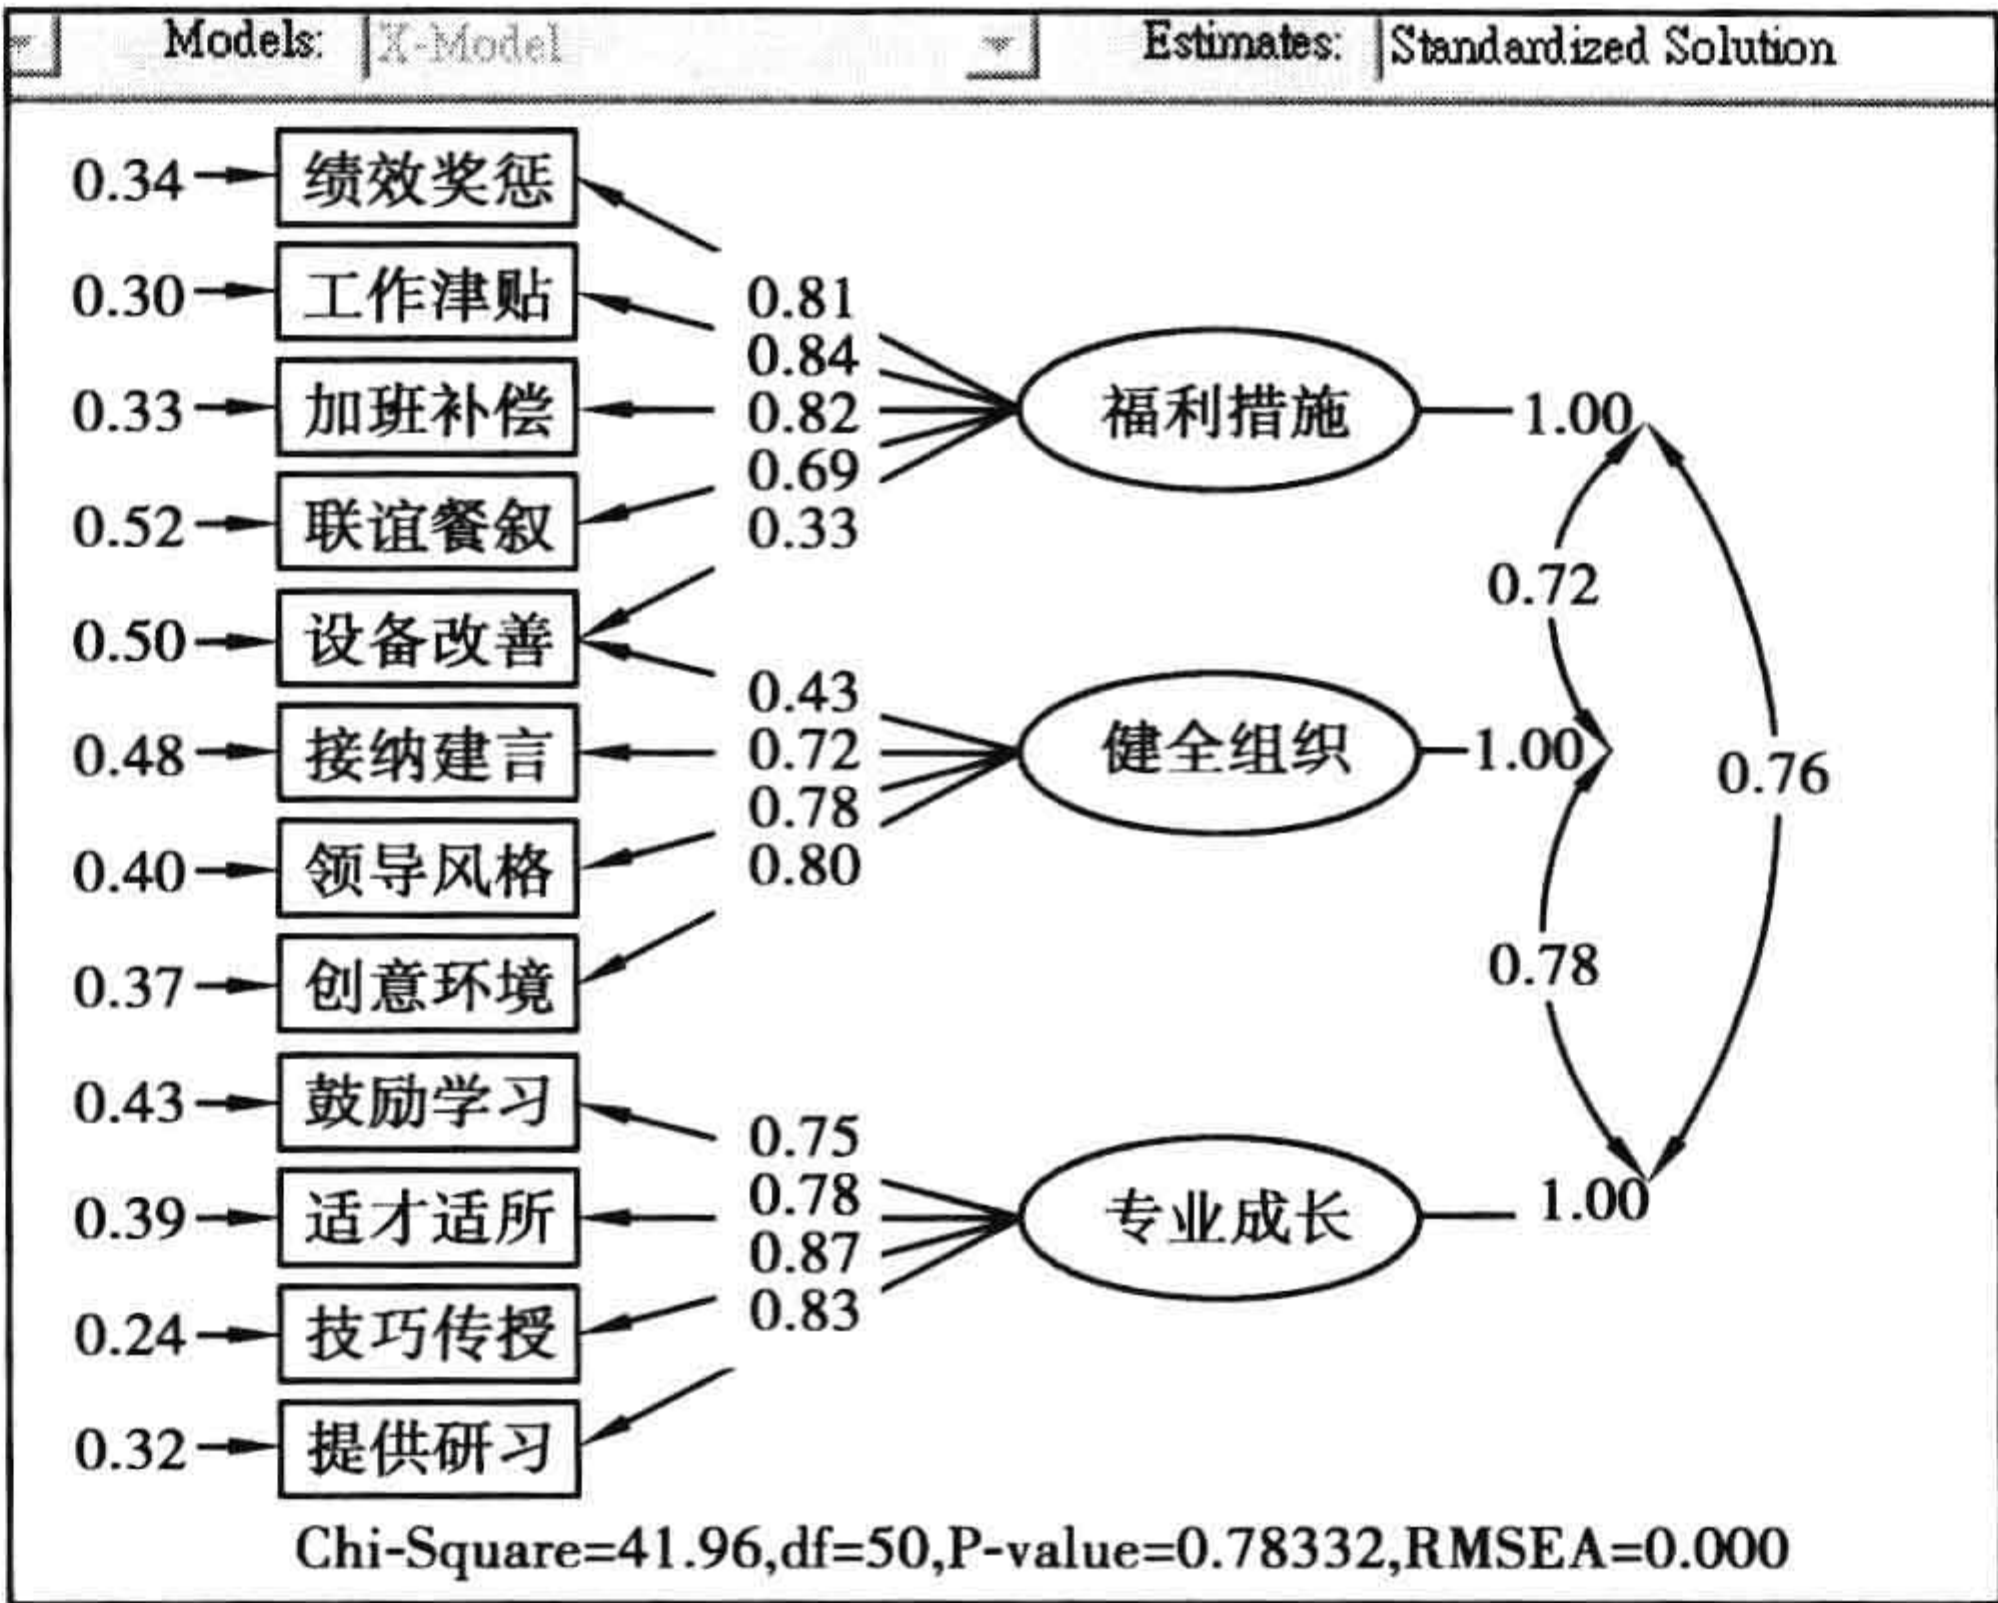 Models: X-Model Estimates: Standardized Solution
0.34 绩效奖惩
0.30 工作津贴 0.81
0.84
0.33 加班补偿 0.82 福利措施 1.00
0.69
0.52 联谊餐叙 0.33
0.72
0.50 设备改善
0.43
0.48 接纳建言 0.72 健全组织 1.00 0.76
0.78
0.40 领导风格 0.80
0.37 创意环境 0.78
0.43 鼓励学习 0.75
0.78
0.39 适才适所 专业成长 1.00
0.87
0.24 技巧传授 0.83
0.32 提供研习
Chi-Square=41.96,df=50,P-value=0.78332,RMSEA=0.000